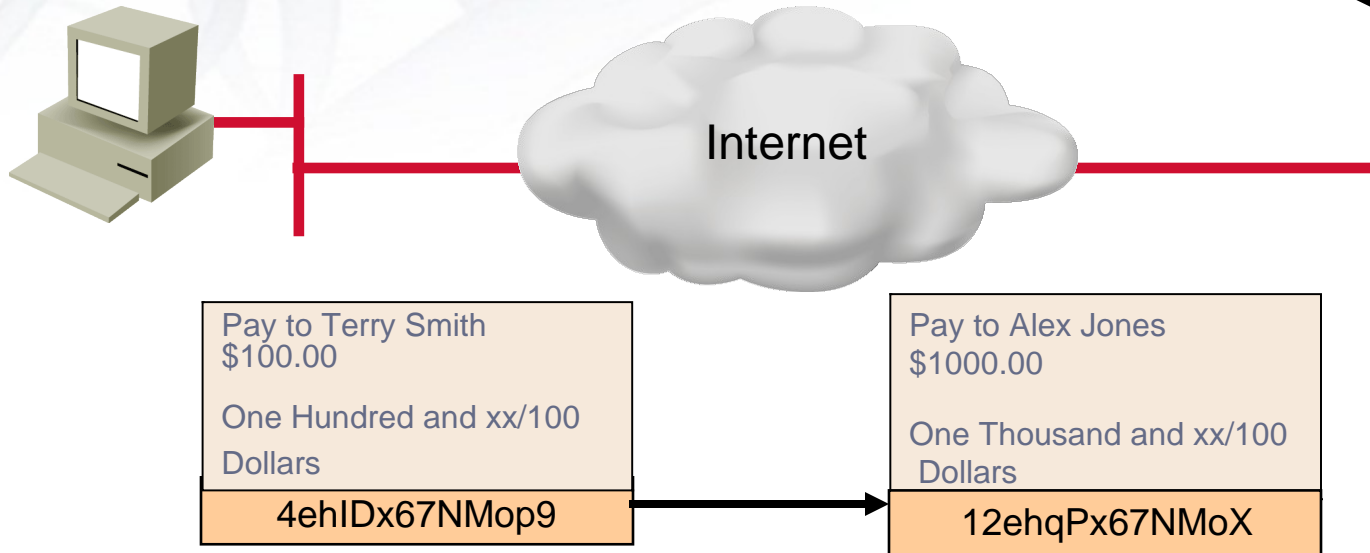 Internet
Pay to Terry Smith
$100.00
One Hundred and xx/100
Dollars
4ehIDx67NMop9
Pay to Alex Jones
$1000.00
One Thousand and xx/100
Dollars
12ehqPx67NMoX